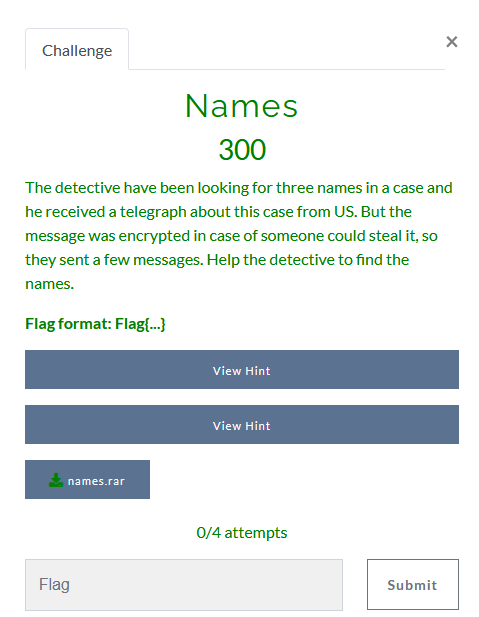 Challenge
×
Names
300
The detective have been looking for three names in a case and
he received a telegraph about this case from US. But the
message was encrypted in case of someone could steal it, so
they sent a few messages. Help the detective to find the
names.
Flag format: Flag{...}
View Hint
View Hint
names.rar
0/4 attempts
Flag
Submit